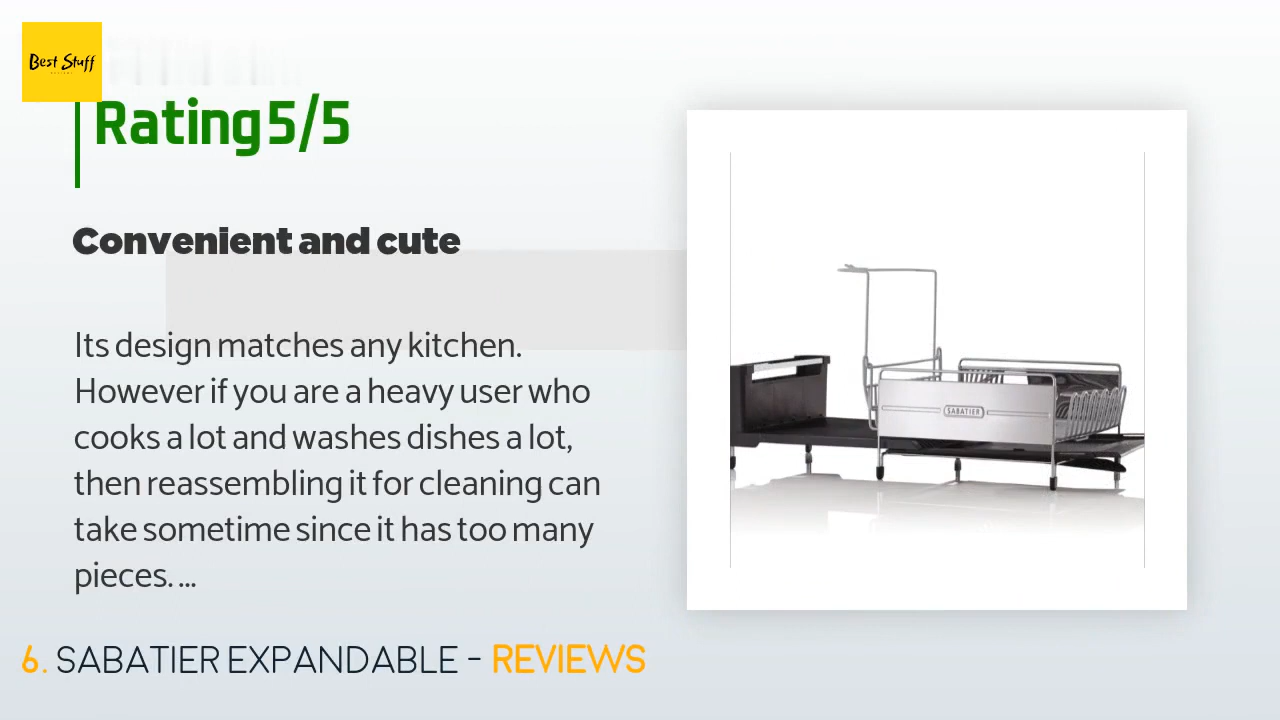 Best Stuff
Rating 5/5
Convenient and cute
Its design matches any kitchen.
However if you are a heavy user who
cooks a lot and washes dishes a lot,
then reassembling it for cleaning can
take sometime since it has too many
pieces. ...
SABATIER
6. SABATIER EXPANDABLE - REVIEWS